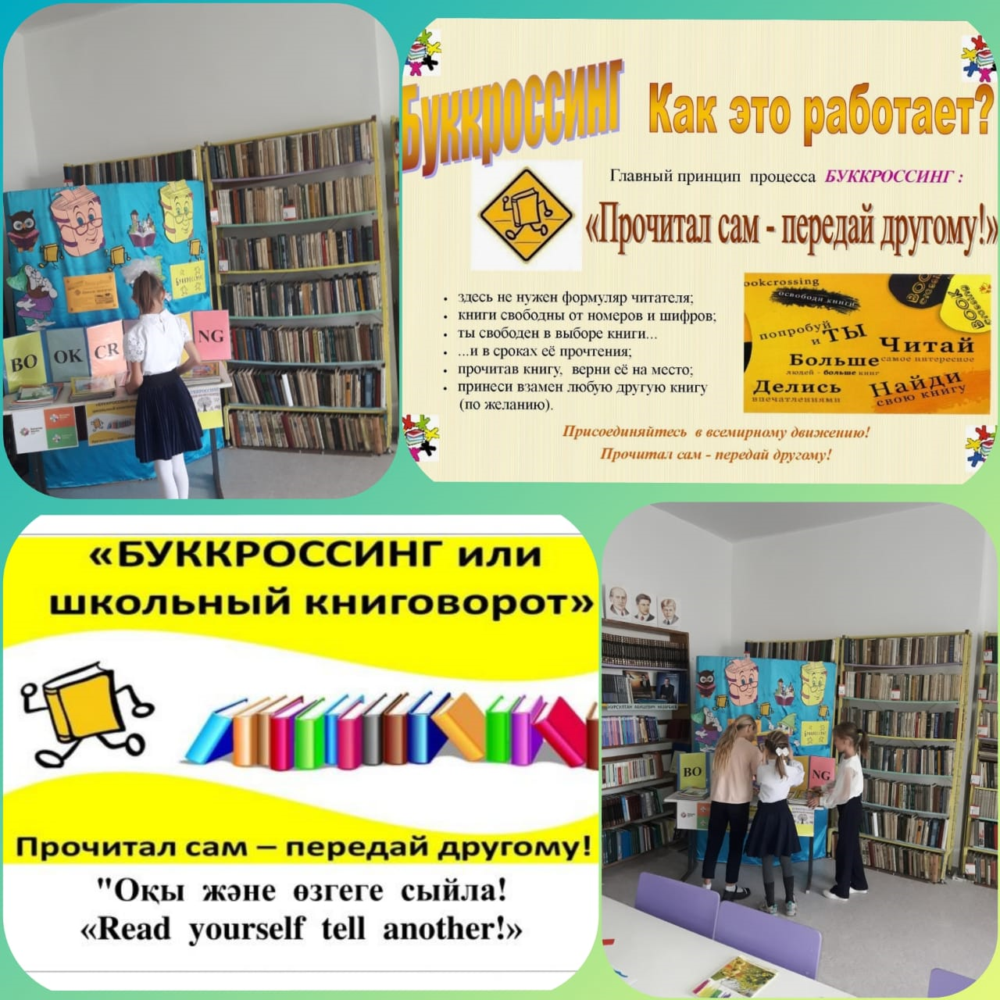 BO
OK
CR
NG
Буккроссинг
Буккроссинг
Как это работает?
Главный принцип процесса БУККРОССИНГ :
«Прочитал сам - передай другому!»
• здесь не нужен формуляр читателя;
• книги свободны от номеров и шифров;
• ты свободен в выборе книги...
• ...и в сроках её прочтения;
• прочитав книгу, верни её на место;
• принеси взамен любую другую книгу
(по желанию).
ookcrossing
освободи книги
попробуй
и ТЫ
Читай
самое интересное
Больше
людей - больше книг
Делись
впечатлениями
Найди
свою книгу
Присоединяйтесь в всемирному движению!
Прочитал сам - передай другому!
«БУККРОССИНГ или
школьный книговорот»
Прочитал сам – передай другому!
"Оқы және өзгеге сыйла!
«Read yourself tell another!»
НУРСУЛТАН АБИШЕВИЧ НАЗАРБАЕВ
BO
NG